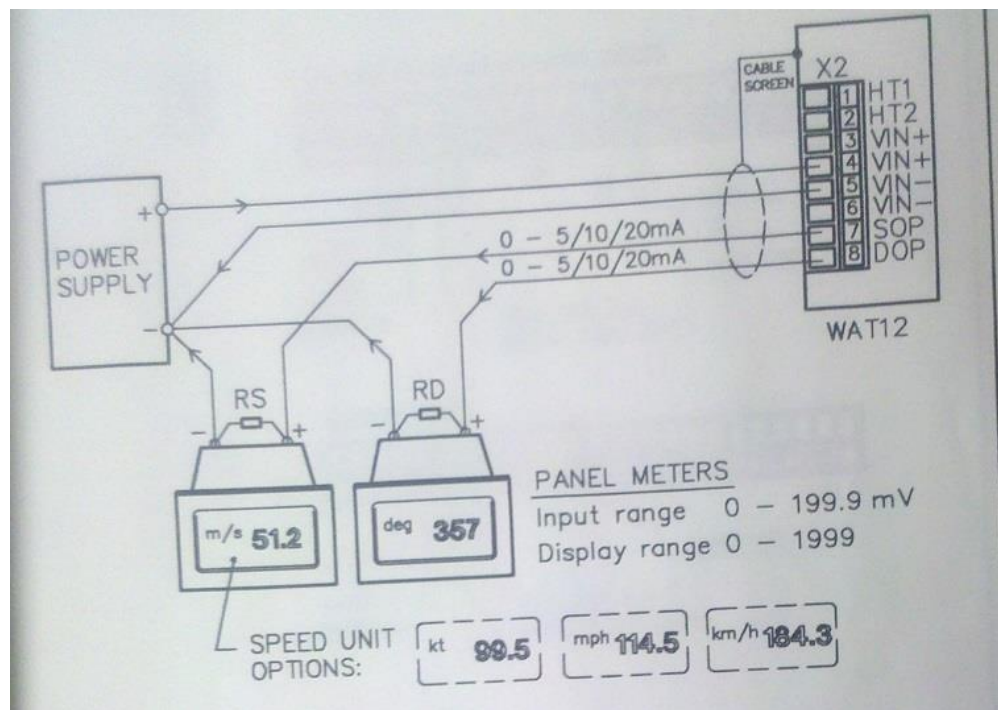 CABLE
SCREEN
X2
1 HT1
2 HT2
3 VIN+
4 VIN+
5 VIN-
6 VIN-
7 SOP
8 DOP
WAT12
+
POWER
SUPPLY
-
0 - 5/10/20mA
0 - 5/10/20mA
RS
- +
RD
- +
m/s 51.2
deg 357
PANEL METERS
Input range 0 - 199.9 mV
Display range 0 - 1999
SPEED UNIT
OPTIONS:
kt 99.5
mph 114.5
km/h 184.3